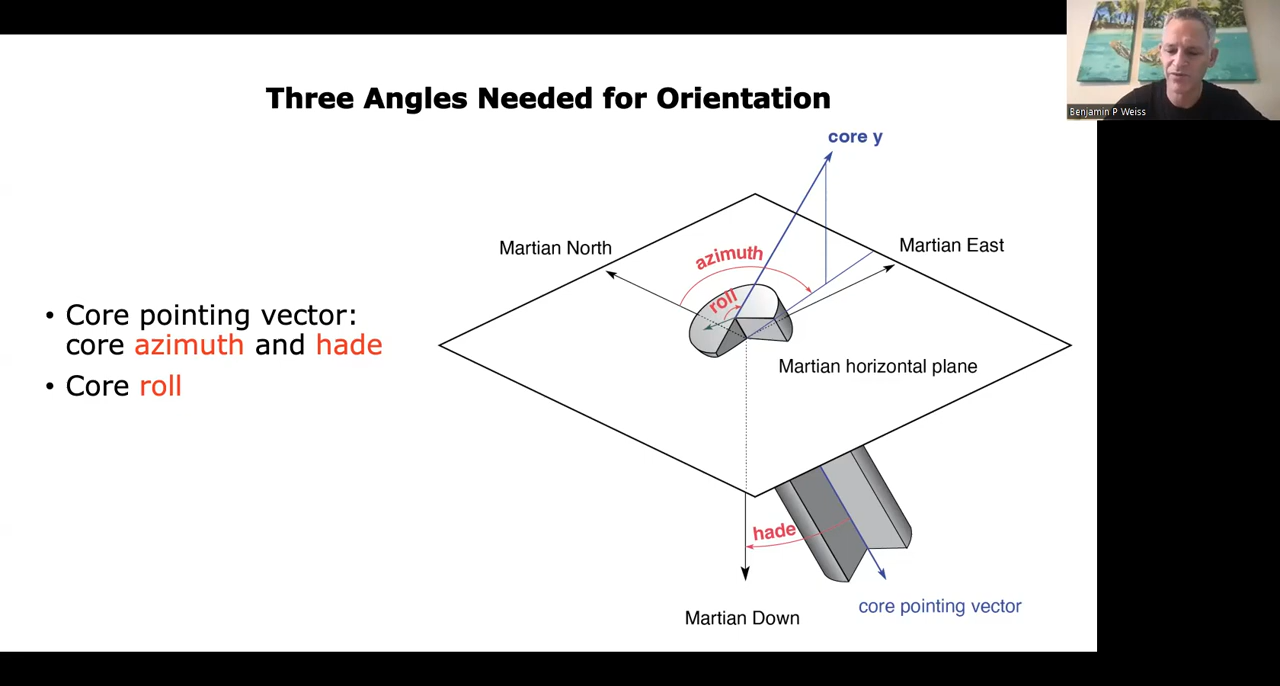 Three Angles Needed for Orientation
Benjamin P Weiss
core y
Martian North
Martian East
azimuth
roll
• Core pointing vector:
core azimuth and hade
• Core roll
Martian horizontal plane
hade
core pointing vector
Martian Down